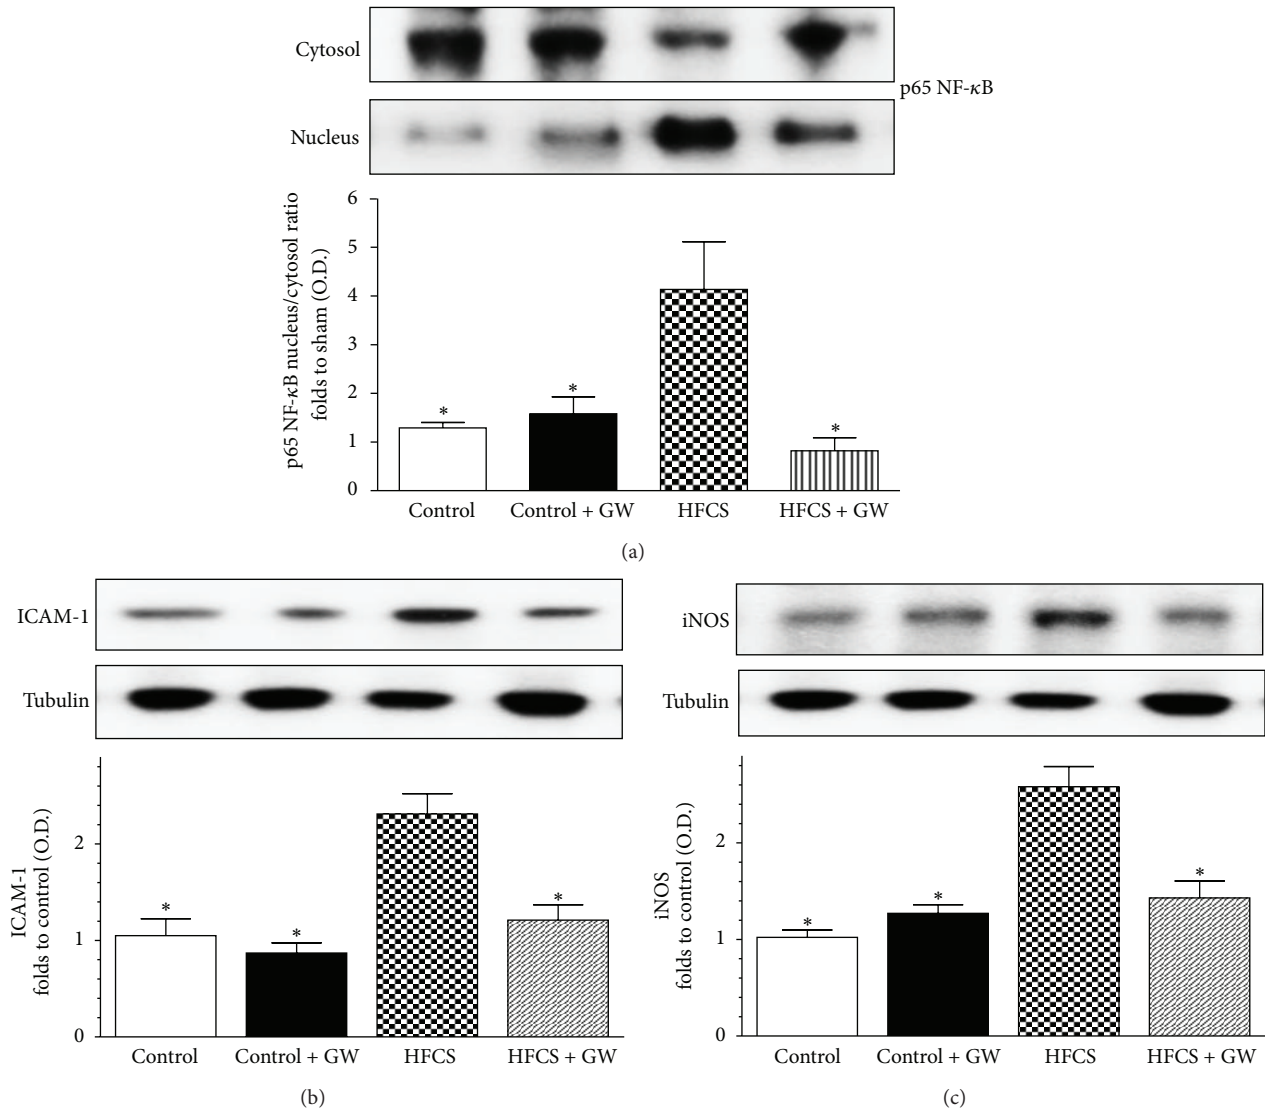 Cytosol
p65 NF-κB
Nucleus
p65 NF-κB nucleus/cytosol ratio
folds to sham (O.D.)
6
5
4
3
2
1
0
*
*
*
Control
Control + GW
HFCS
HFCS + GW
(a)
ICAM-1
Tubulin
ICAM-1
folds to control (O.D.)
2
1
0
*
*
*
Control
Control + GW
HFCS
HFCS + GW
(b)
iNOS
Tubulin
iNOS
folds to control (O.D.)
2
1
0
*
*
*
Control
Control + GW
HFCS
HFCS + GW
(c)